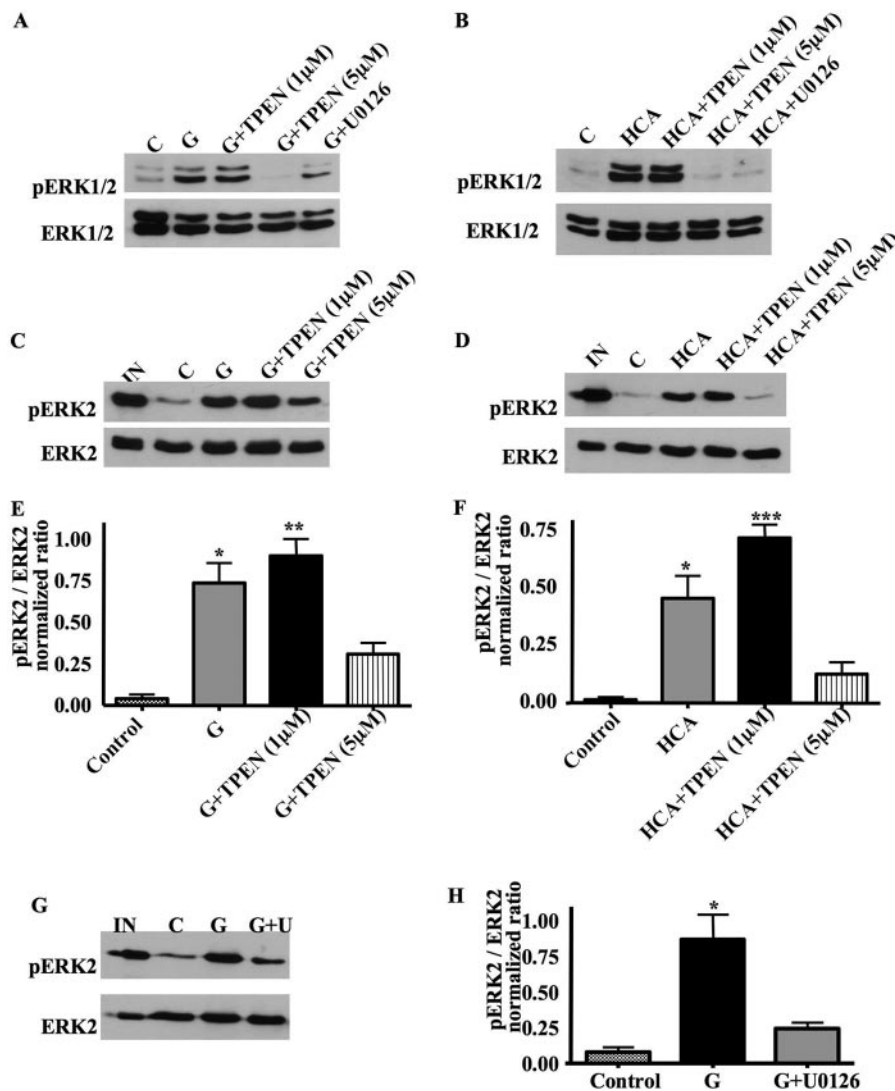 A
C
G
G+TPEN (1μM)
G+TPEN (5μM)
G+U0126
pERK1/2
ERK1/2
B
C
HCA
HCA+TPEN (1μM)
HCA+TPEN (5μM)
HCA+U0126
pERK1/2
ERK1/2
C
IN
C
G
G+TPEN (1μM)
G+TPEN (5μM)
pERK2
ERK2
D
IN
C
HCA
HCA+TPEN (1μM)
HCA+TPEN (5μM)
pERK2
ERK2
E
pERK2 / ERK2
normalized ratio
1.00
0.75
0.50
0.25
0.00
*
**
Control
G
G+TPEN (1μM)
G+TPEN (5μM)
F
pERK2 / ERK2
normalized ratio
0.75
0.50
0.25
0.00
*
***
Control
HCA
HCA+TPEN (1μM)
HCA+TPEN (5μM)
G
IN C G G+U
pERK2
ERK2
H
pERK2 / ERK2
normalized ratio
1.00
0.75
0.50
0.25
0.00
*
Control G G+U0126